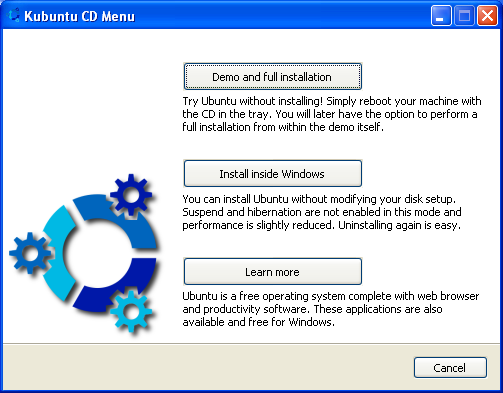 Kubuntu CD Menu
Demo and full installation
Try Ubuntu without installing! Simply reboot your machine with
the CD in the tray. You will later have the option to perform a
full installation from within the demo itself.
Install inside Windows
You can install Ubuntu without modifying your disk setup.
Suspend and hibernation are not enabled in this mode and
performance is slightly reduced. Uninstalling again is easy.
Learn more
Ubuntu is a free operating system complete with web browser
and productivity software. These applications are also
available and free for Windows.
Cancel